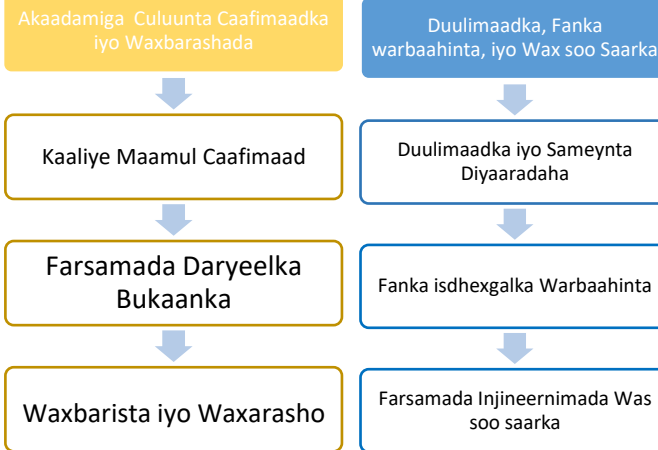 Akaadamiga Culuunta Caafimaadka
iyo Waxbarashada
Kaaliye Maamul Caafimaad
Farsamada Daryeelka
Bukaanka
Waxbarista iyo Waxarasho
Duulimaadka, Fanka
warbaahinta, iyo Wax soo Saarka
Duulimaadka iyo Sameynta
Diyaaradaha
Fanka isdhexgalka Warbaahinta
Farsamada Injineernimada Was
soo saarka